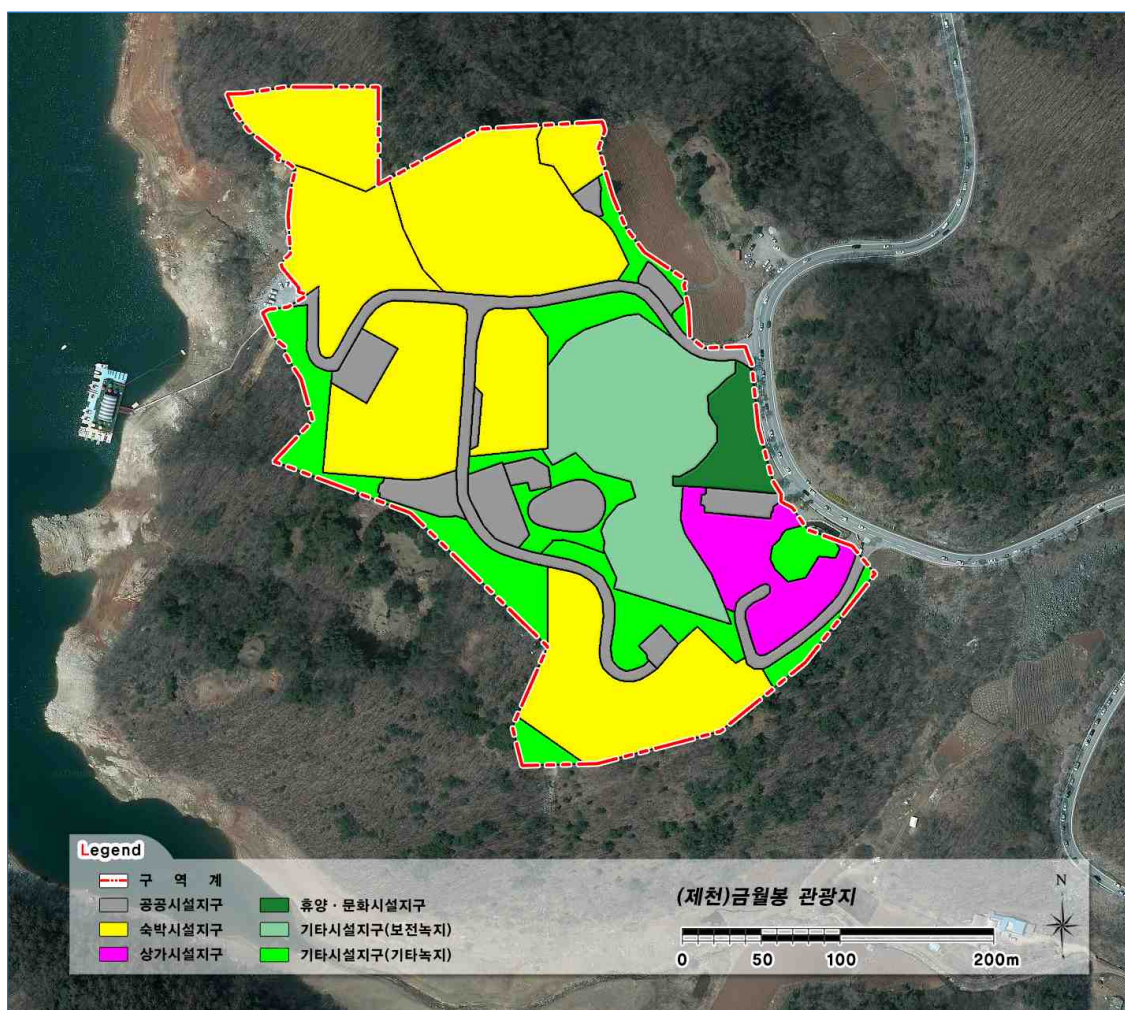 Legend
구 역 계
공공시설지구
숙박시설지구
상가시설지구
휴양·문화시설지구
기타시설지구(보전녹지)
기타시설지구(기타녹지)
(제천)금월봉 관광지
0 50 100 200m
N